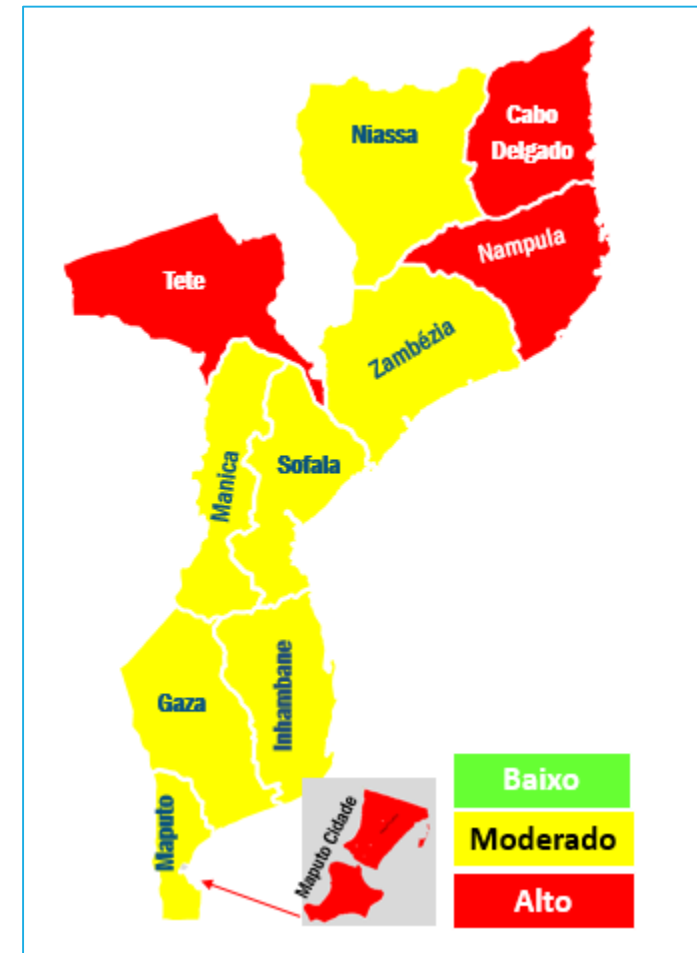 Cabo
Delgado
Niassa
Nampula
Tete
Zambézia
Manica
Sofala
Inhambane
Gaza
Maputo
Maputo Cidade
Baixo
Moderado
Alto